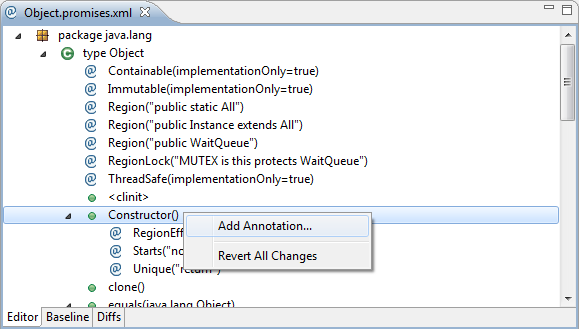 Object.promises.xml
package java.lang
type Object
Containable(implementationOnly=true)
Immutable(implementationOnly=true)
Region("public static All")
Region("public Instance extends All")
Region("public WaitQueue")
RegionLock("MUTEX is this protects WaitQueue")
ThreadSafe(implementationOnly=true)
<clinit>
Constructor()
Add Annotation...
RegionEff
Starts("no
Revert All Changes
Unique("return")
clone()
equals(java.lang.Object)
Editor Baseline Diffs